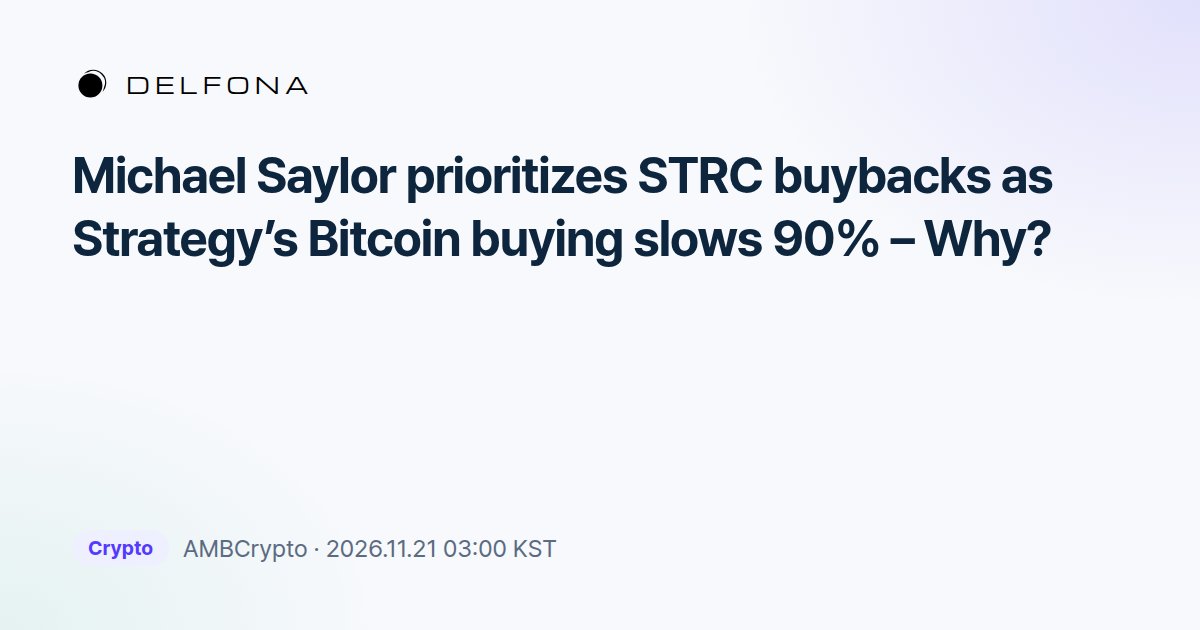 DELFONA
Michael Saylor prioritizes STRC buybacks as
Strategy’s Bitcoin buying slows 90% – Why?
Crypto AMBCrypto · 2026.11.21 03:00 KST